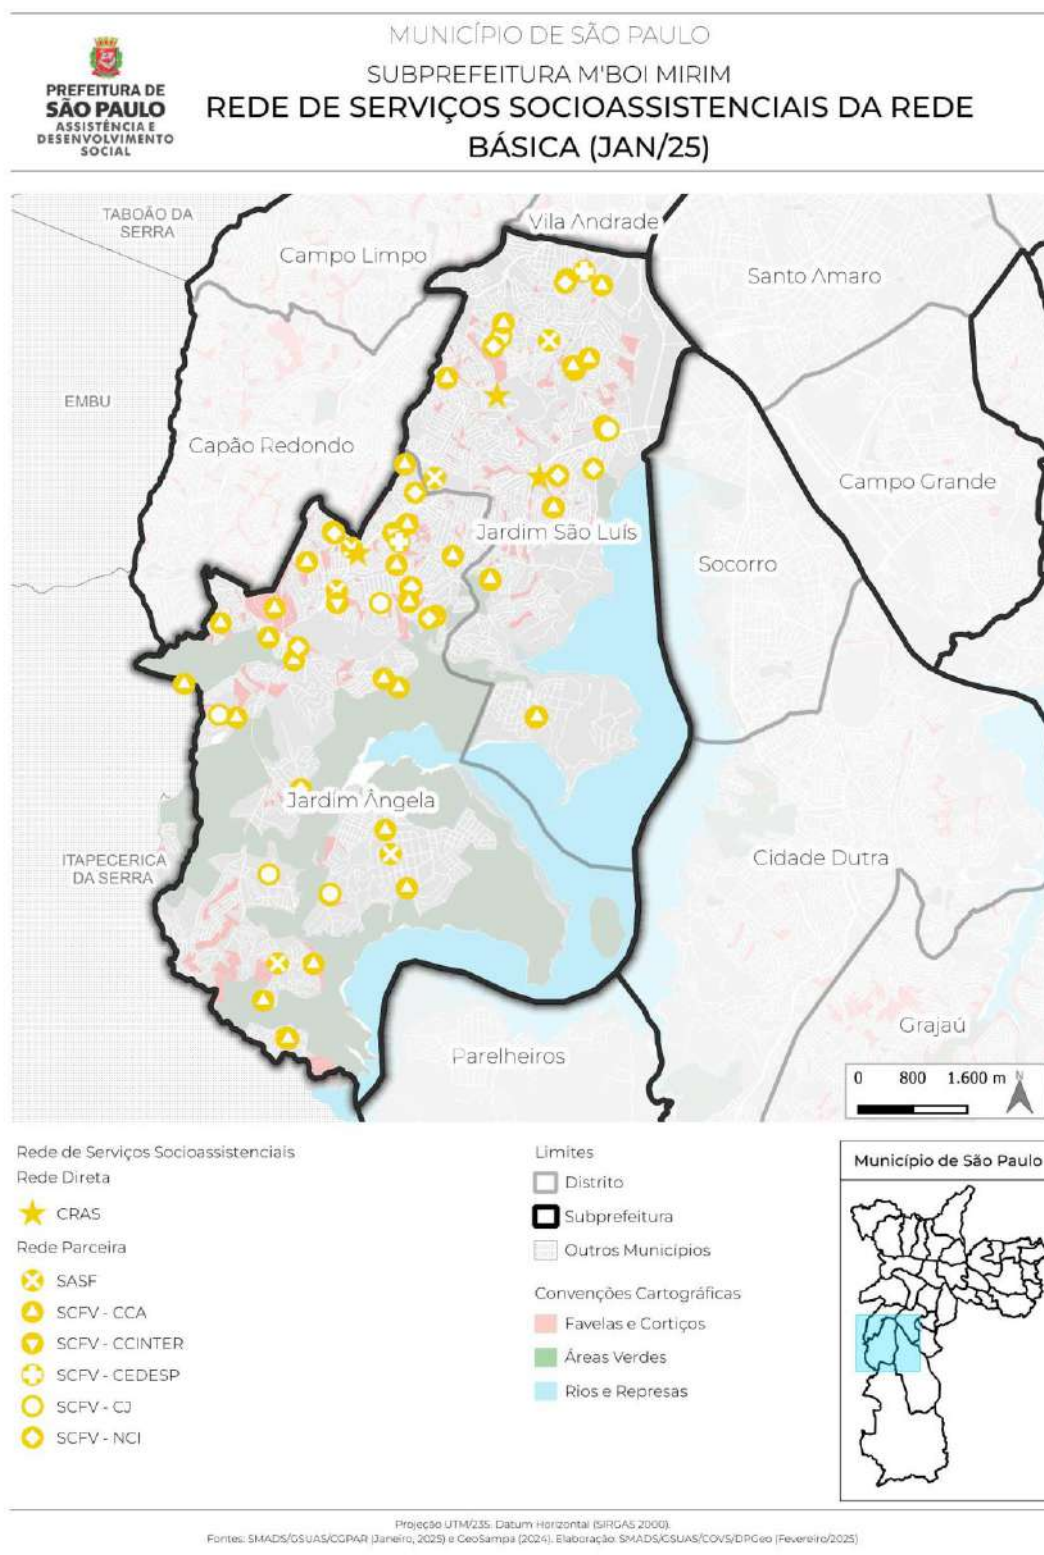 MUNICÍPIO DE SÃO PAULO
SUBPREFEITURA M'BOI MIRIM
REDE DE SERVIÇOS SOCIOASSISTENCIAIS DA REDE
BÁSICA (JAN/25)
PREFEITURA DE
SÃO PAULO
ASSISTÊNCIA E
DESENVOLVIMENTO
SOCIAL
TABOÃO DA
SERRA
Vila Andrade
Campo Limpo
Santo Amaro
EMBU
Capão Redondo
Campo Grande
Jardim São Luís
Socorro
Jardim Ângela
ITAPECERICA
DA SERRA
Cidade Dutra
Grajaú
Parelheiros
0 800 1.600 m N
Rede de Serviços Socioassistenciais
Rede Direta
CRAS
Rede Parceira
SASF
SCFV - CCA
SCFV - CCINTER
SCFV - CEDESP
SCFV - CJ
SCFV - NCI
Limites
Distrito
Subprefeitura
Outros Municípios
Convenções Cartográficas
Favelas e Cortiços
Áreas Verdes
Rios e Represas
Município de São Paulo
Projeção UTM/23S. Datum Horizontal (SIRGAS 2000).
Fontes: SMADS/GSUAS/CGPAR (Janeiro, 2025) e GeoSampa (2024). Elaboração: SMADS/GSUAS/COVS/DPGeo (Fevereiro/2025)